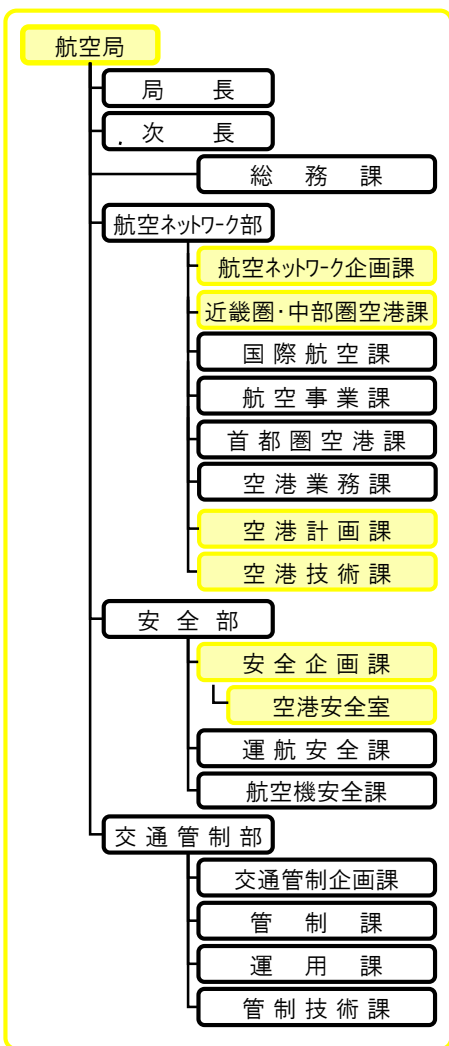 航空局
局　　長
次　　長
総　務　課
航空ネットワーク部
航空ネットワーク企画課
近畿圏・中部圏空港課
国際航空課
航空事業課
首都圏空港課
空港業務課
空港計画課
空港技術課
安全部
安全企画課
空港安全室
運航安全課
航空機安全課
交通管制部
交通管制企画課
管　制　課
運　用　課
管制技術課